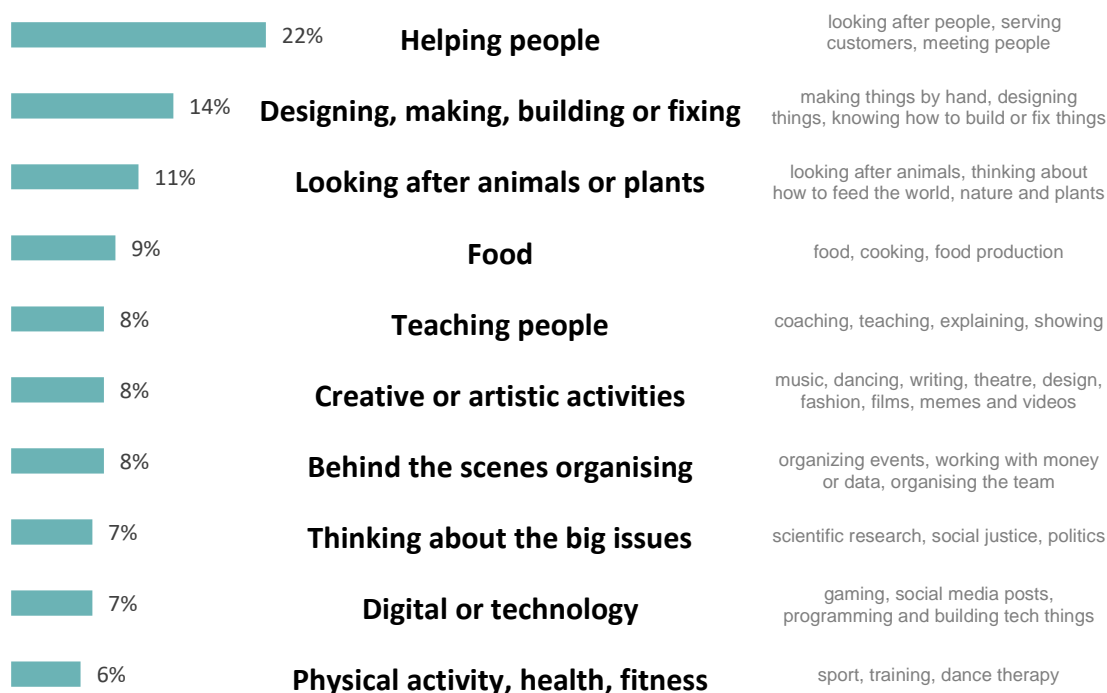 22%
Helping people
looking after people, serving
customers, meeting people
14%
Designing, making, building or fixing
making things by hand, designing
things, knowing how to build or fix things
11%
Looking after animals or plants
looking after animals, thinking about
how to feed the world, nature and plants
9%
Food
food, cooking, food production
8%
Teaching people
coaching, teaching, explaining, showing
8%
Creative or artistic activities
music, dancing, writing, theatre, design,
fashion, films, memes and videos
8%
Behind the scenes organising
organizing events, working with money
or data, organising the team
7%
Thinking about the big issues
scientific research, social justice, politics
7%
Digital or technology
gaming, social media posts,
programming and building tech things
6%
Physical activity, health, fitness
sport, training, dance therapy